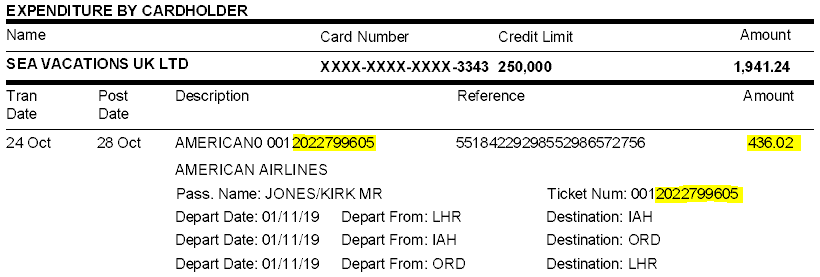 EXPENDITURE BY CARDHOLDER
Name Card Number Credit Limit Amount
SEA VACATIONS UK LTD XXXX-XXXX-XXXX-3343 250,000 1,941.24
Tran Date Post Date Description Reference Amount
24 Oct 28 Oct AMERICAN0 0012022799605 55184229298552986572756 436.02
AMERICAN AIRLINES
Pass. Name: JONES/KIRK MR Ticket Num: 0012022799605
Depart Date: 01/11/19 Depart From: LHR Destination: IAH
Depart Date: 01/11/19 Depart From: IAH Destination: ORD
Depart Date: 01/11/19 Depart From: ORD Destination: LHR